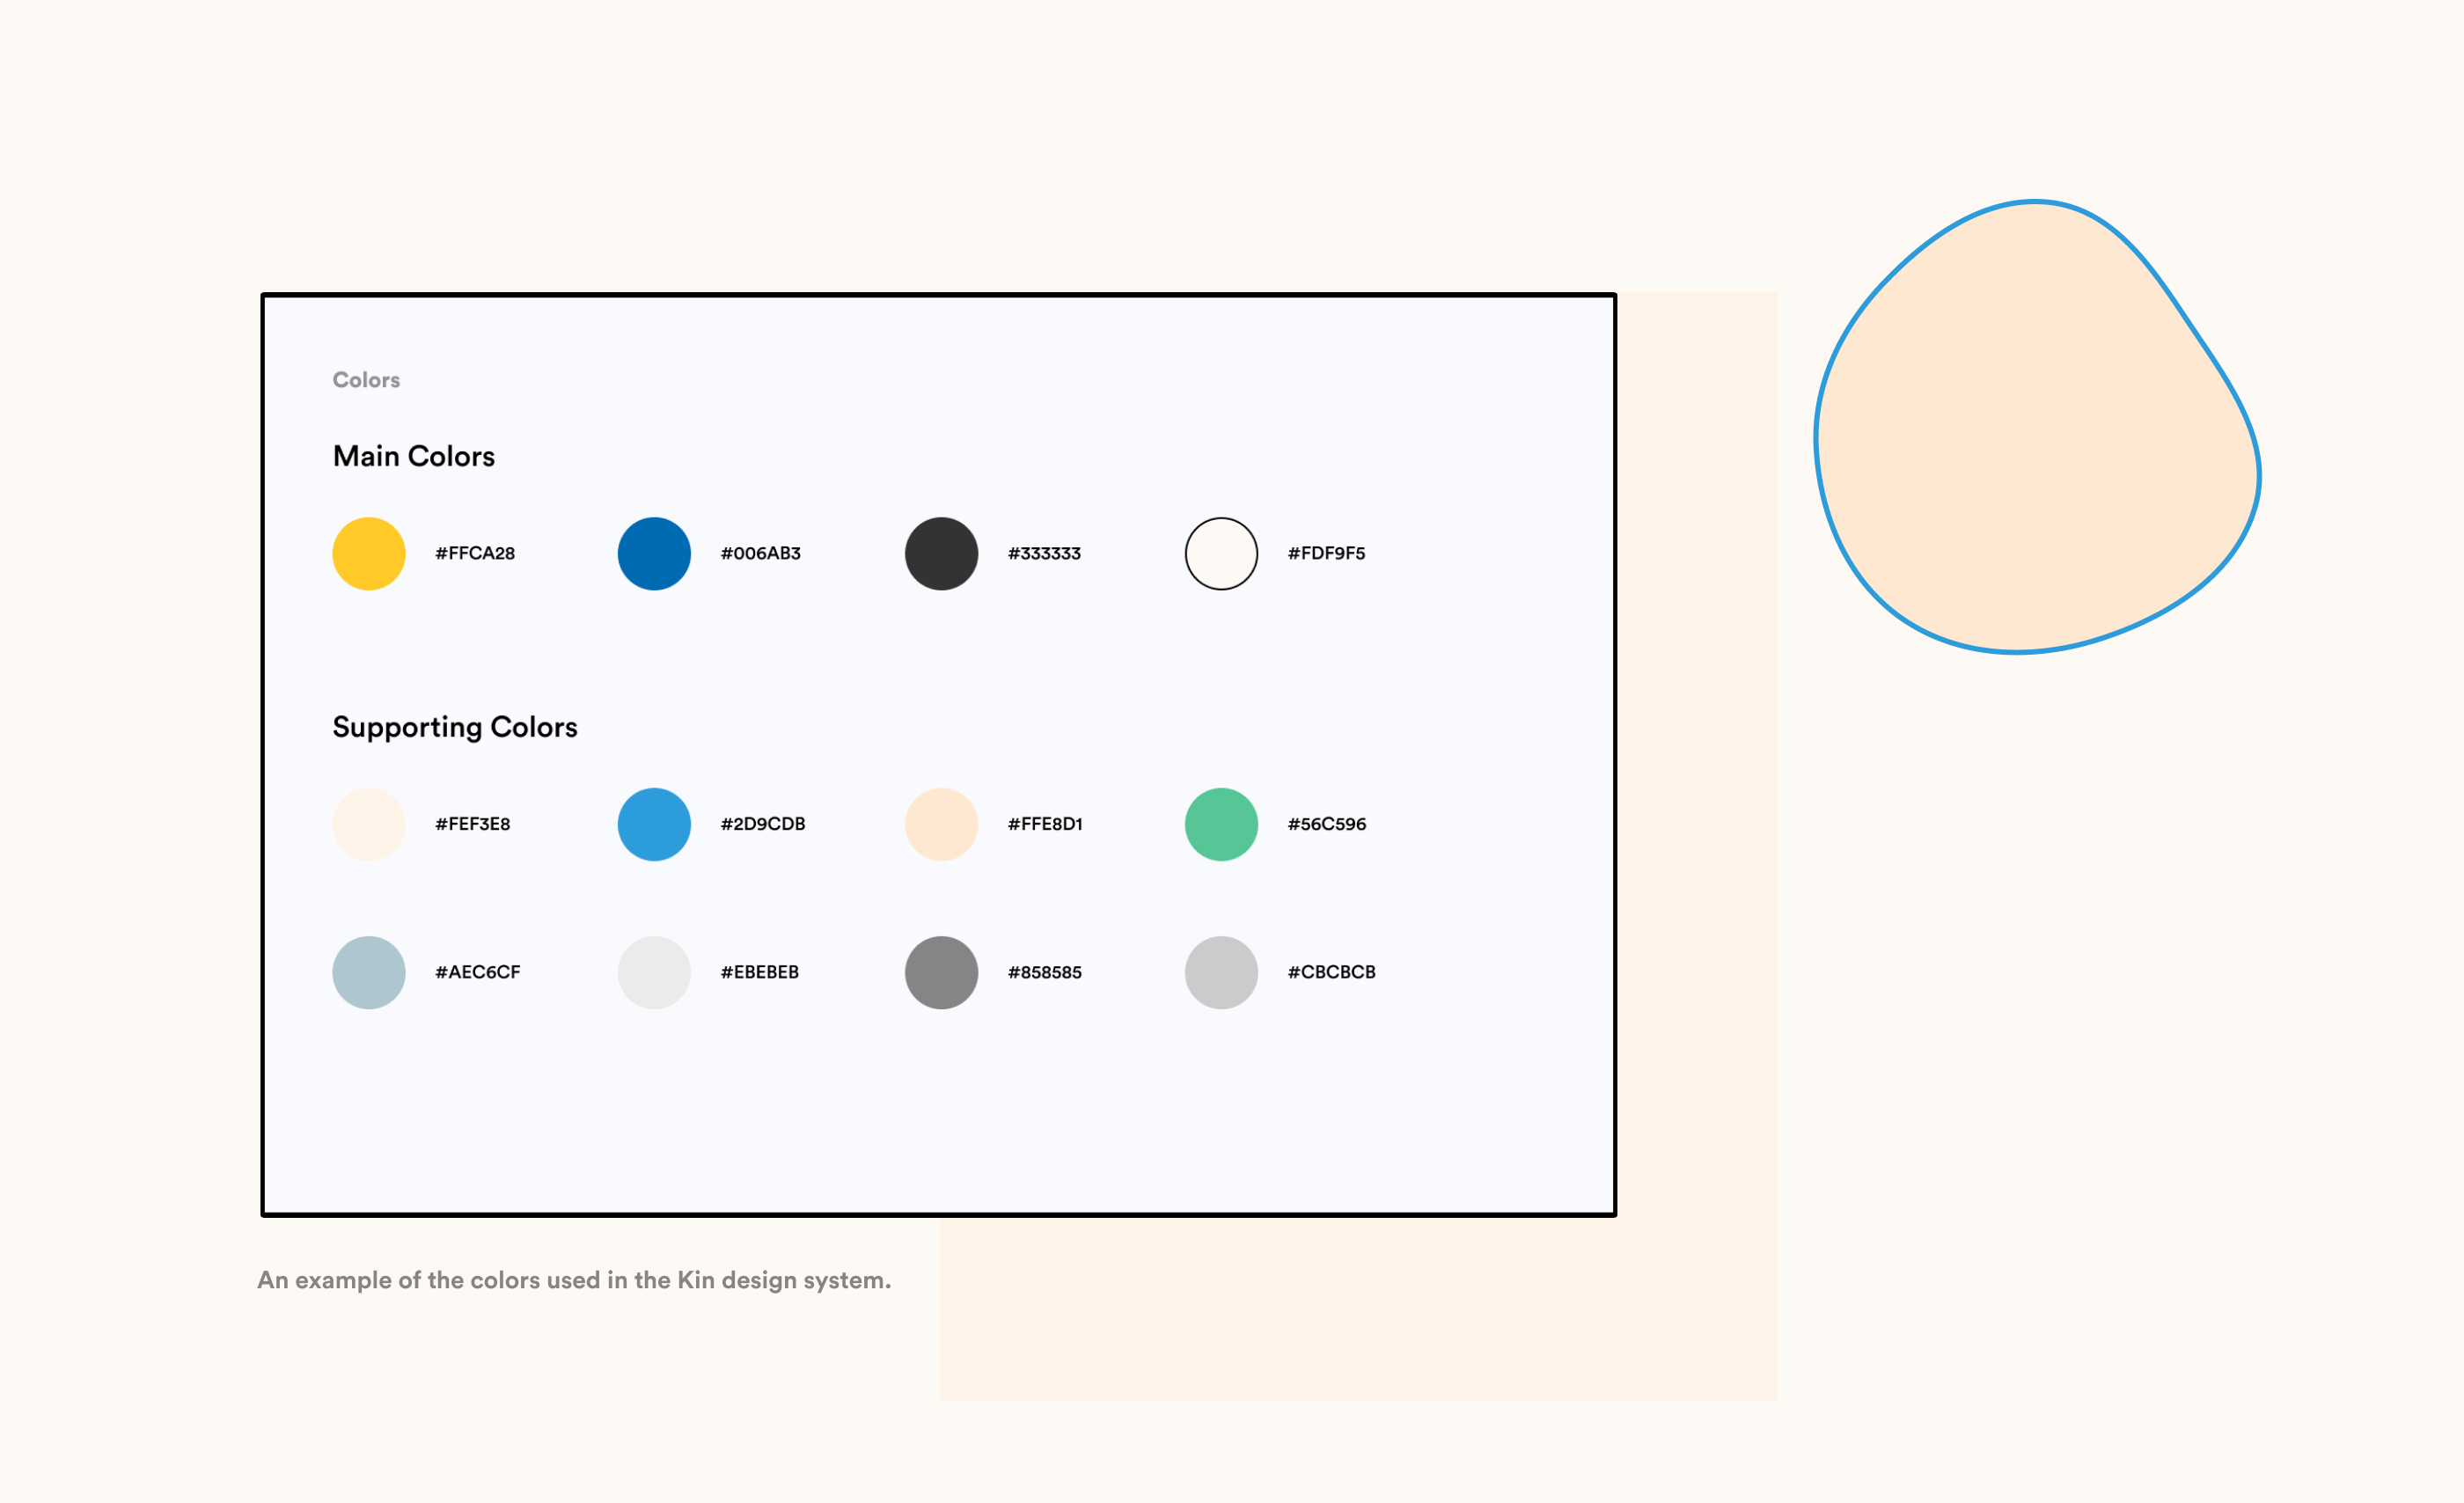 Colors
Main Colors
#FFCA28 #006AB3 #333333 #FDF9F5
Supporting Colors
#FEF3E8 #2D9CDB #FFE8D1 #56C596
#AEC6CF #EBEBEB #858585 #CBCBCB
An example of the colors used in the Kin design system.